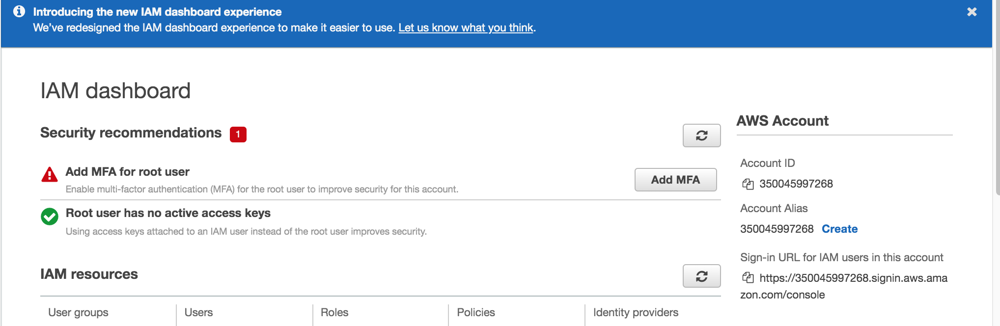 Introducing the new IAM dashboard experience
We’ve redesigned the IAM dashboard experience to make it easier to use. Let us know what you think.
IAM dashboard
Security recommendations 1
Add MFA for root user
Enable multi-factor authentication (MFA) for the root user to improve security for this account.
Add MFA
Root user has no active access keys
Using access keys attached to an IAM user instead of the root user improves security.
IAM resources
User groups
Users
Roles
Policies
Identity providers
AWS Account
Account ID
350045997268
Account Alias
350045997268 Create
Sign-in URL for IAM users in this account
https://350045997268.signin.aws.ama
zon.com/console